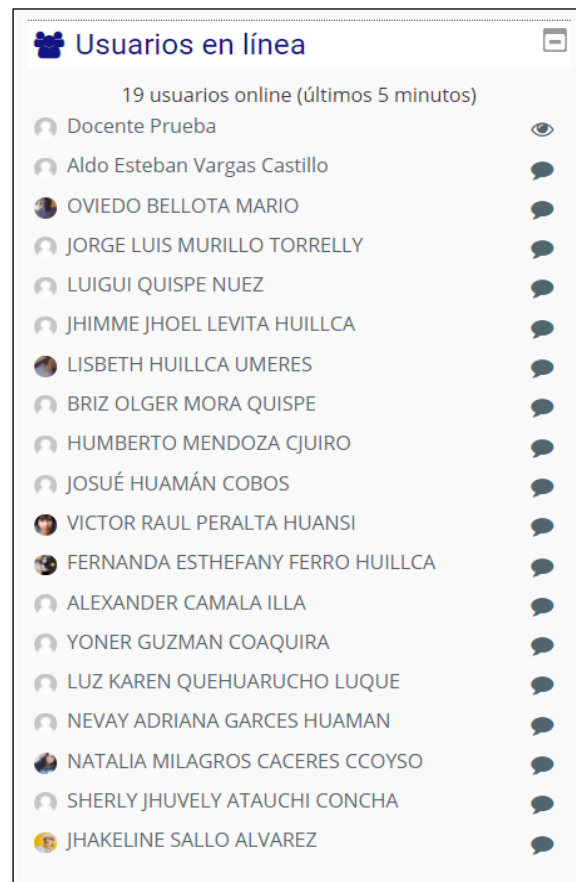 Usuarios en línea
19 usuarios online (últimos 5 minutos)
Docente Prueba
Aldo Esteban Vargas Castillo
OVIEDO BELLOTA MARIO
JORGE LUIS MURILLO TORRELLY
LUIGUI QUISPE NUEZ
JHIMME JHOEL LEVITA HUILLCA
LISBETH HUILLCA UMERES
BRIZ OLGER MORA QUISPE
HUMBERTO MENDOZA CJUIRO
JOSUÉ HUAMÁN COBOS
VICTOR RAUL PERALTA HUANSI
FERNANDA ESTHEFANY FERRO HUILLCA
ALEXANDER CAMALA ILLA
YONER GUZMAN COAQUIRA
LUZ KAREN QUEHUARUCHO LUQUE
NEVAY ADRIANA GARCES HUAMAN
NATALIA MILAGROS CACERES CCOYSO
SHERLY JHUVELY ATAUCHI CONCHA
JHAKELINE SALLO ALVAREZ